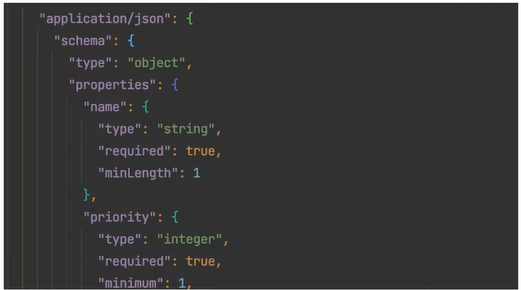 "application/json": {
"schema": {
"type": "object",
"properties": {
"name": {
"type": "string",
"required": true,
"minLength": 1
},
"priority": {
"type": "integer",
"required": true,
"minimum": 1,